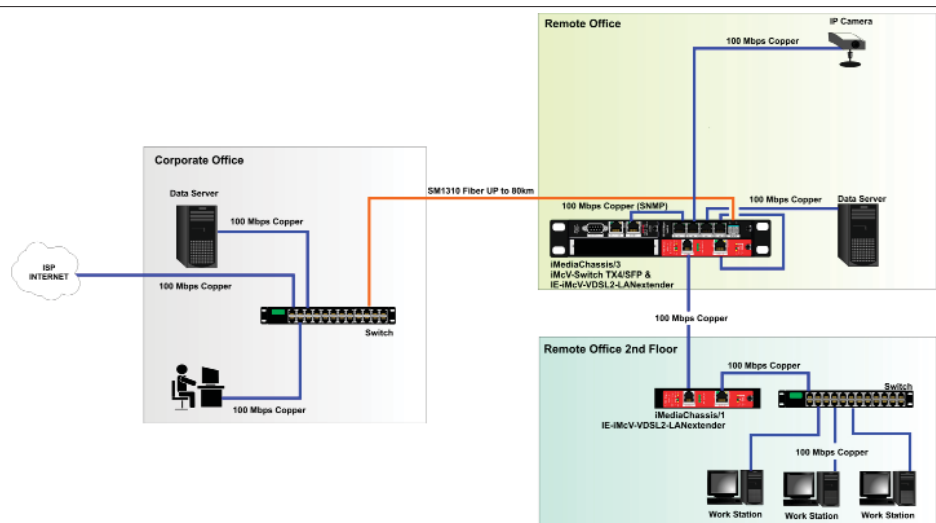 Remote Office
IP Camera
100 Mbps Copper
Corporate Office
Data Server
100 Mbps Copper
SM1310 Fiber UP to 80km
100 Mbps Copper (SNMP)
100 Mbps Copper
Data Server
ISP
INTERNET
100 Mbps Copper
Switch
100 Mbps Copper
iMediaChassis/3
iMcV-Switch TX4/SFP &
IE-iMcV-VDSL2-LANextender
100 Mbps Copper
Remote Office 2nd Floor
100 Mbps Copper
Switch
iMediaChassis/1
IE-iMcV-VDSL2-LANextender
100 Mbps Copper
Work Station
Work Station
Work Station